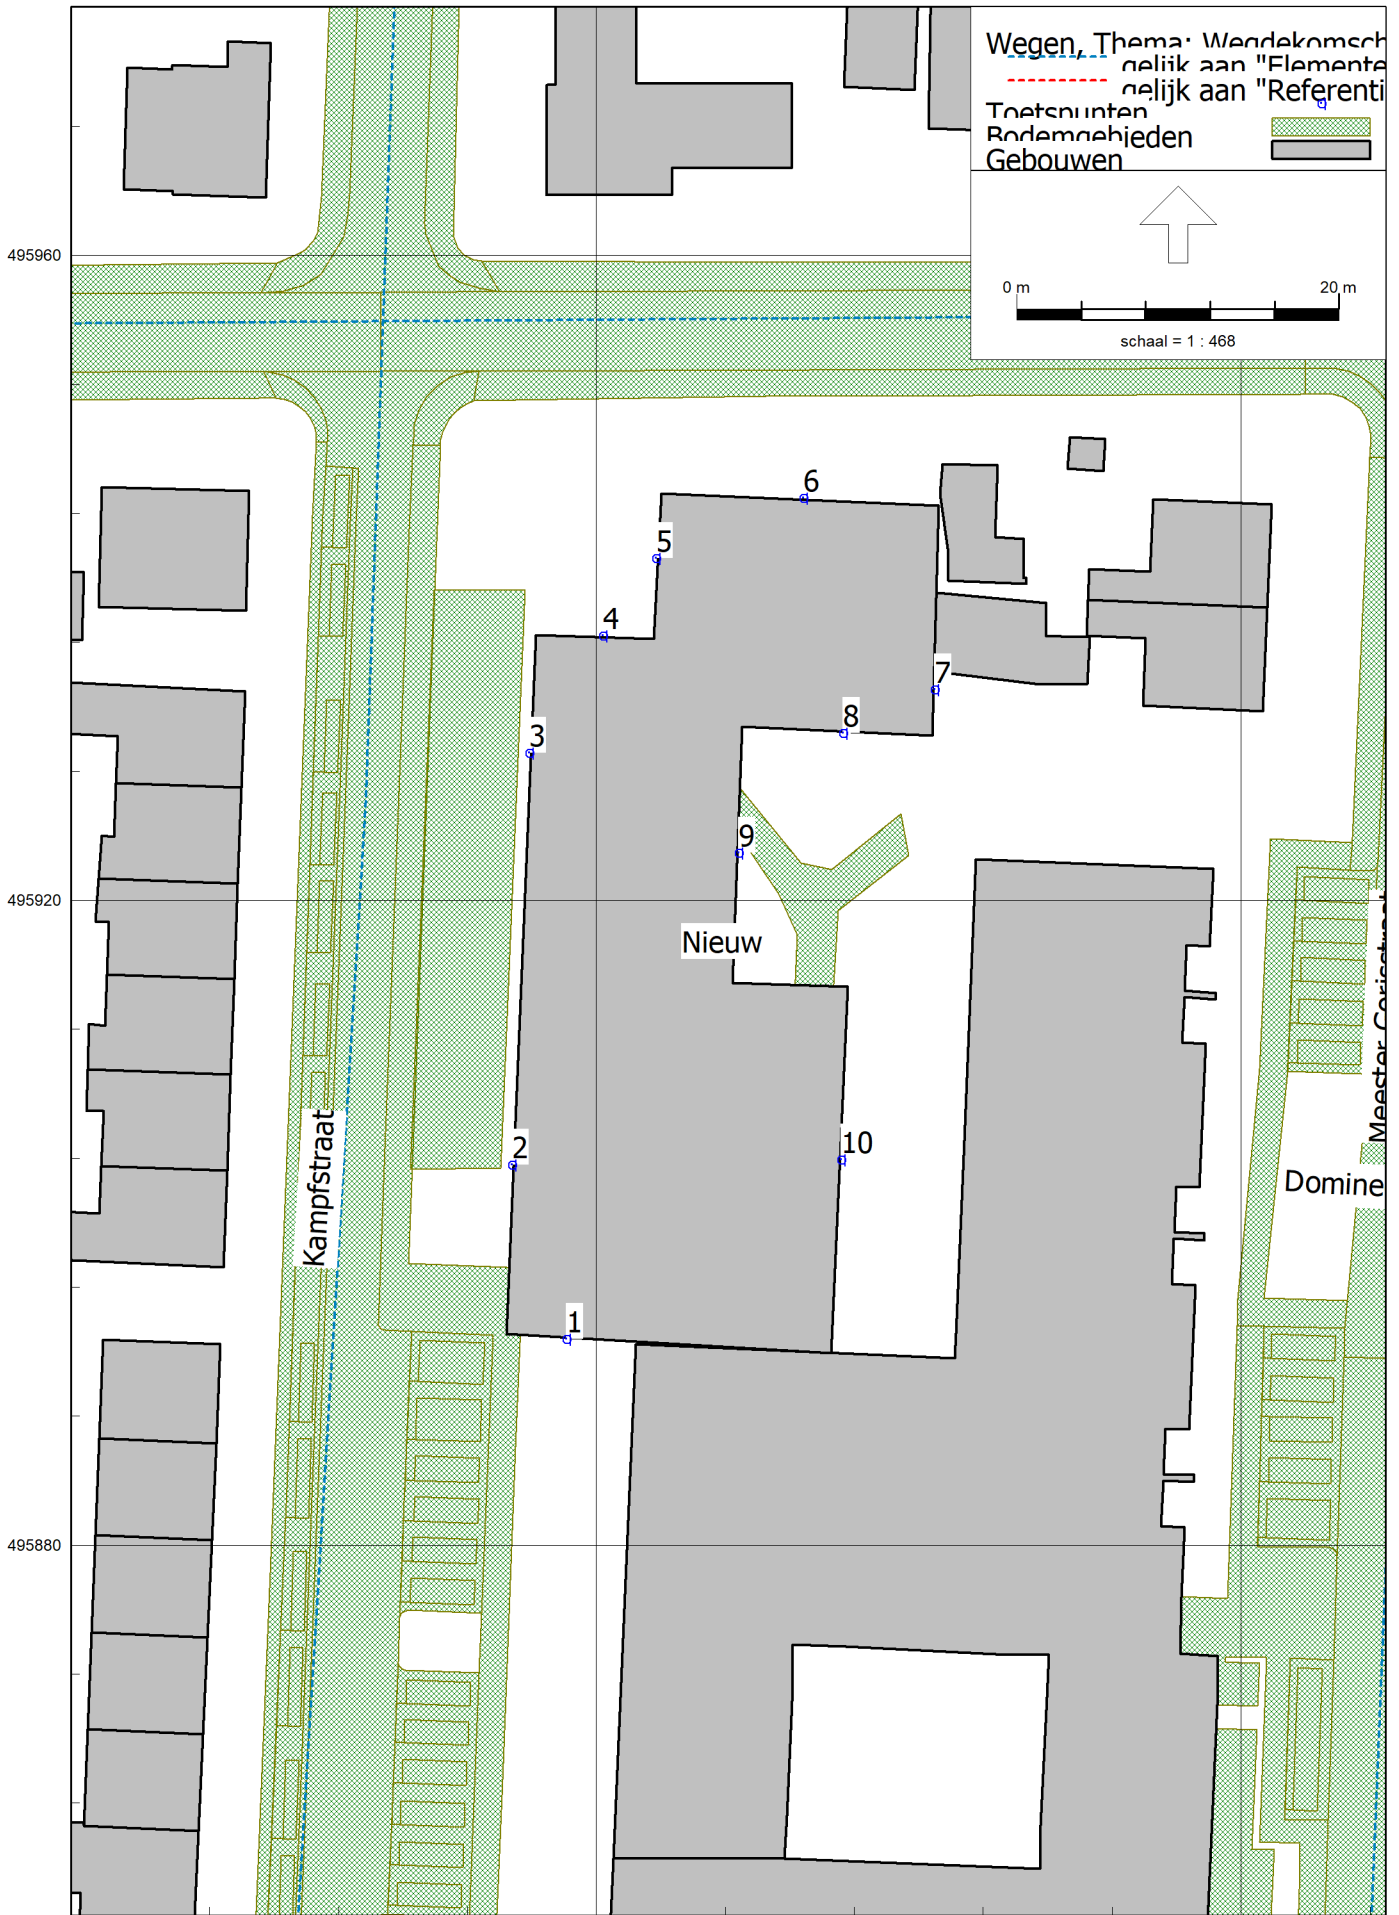 Wegen, Thema: Wegdekomsch
gelijk aan "Elemente
gelijk aan "Referenti
Toetspunten
Bodemgebieden
Gebouwen
0 m 20 m
schaal = 1 : 468
495960
495920
495880
6
5
4
7
8
3
9
Nieuw
2
10
1
Kampfstraat
Meester
Domine